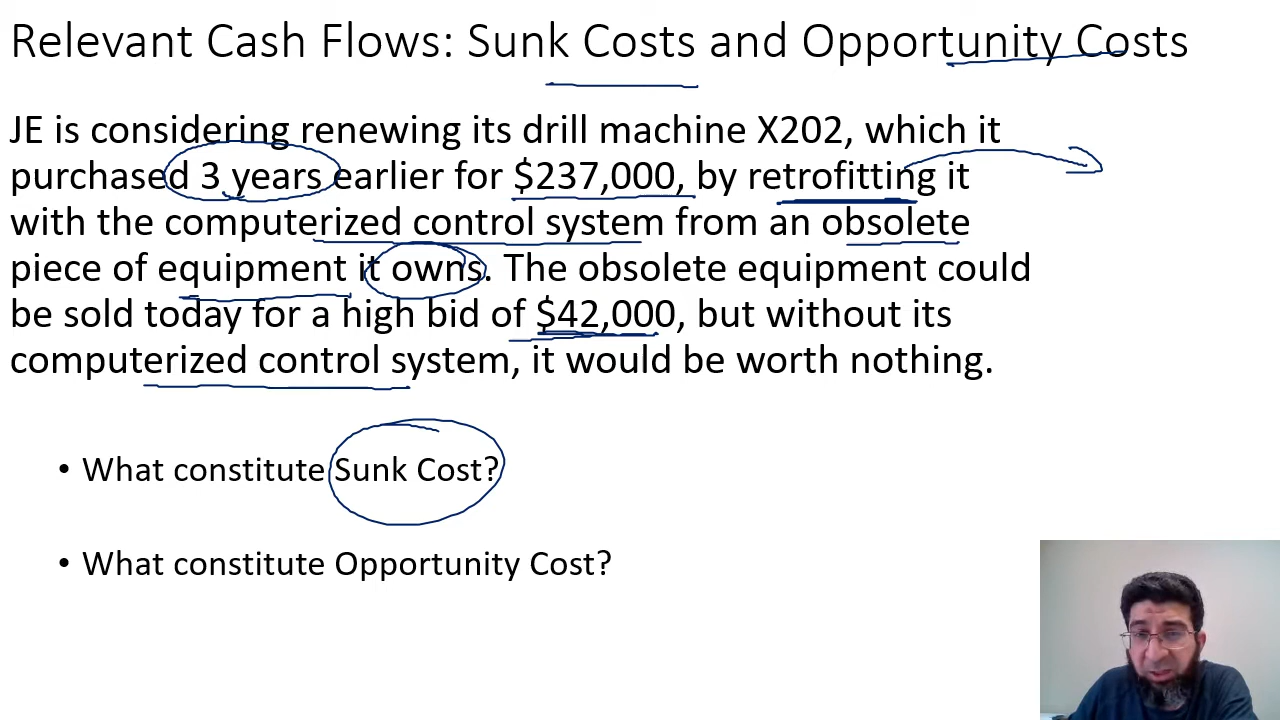 Relevant Cash Flows: Sunk Costs and Opportunity Costs
JE is considering renewing its drill machine X202, which it
purchased 3 years earlier for $237,000, by retrofitting it
with the computerized control system from an obsolete
piece of equipment it owns. The obsolete equipment could
be sold today for a high bid of $42,000, but without its
computerized control system, it would be worth nothing.
• What constitute Sunk Cost?
• What constitute Opportunity Cost?